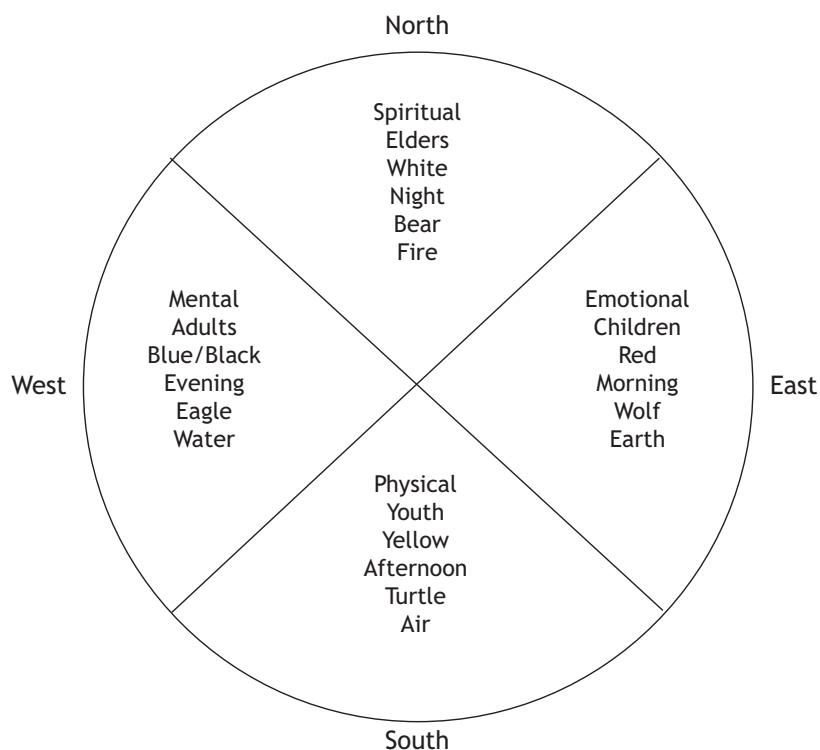 North
Spiritual
Elders
White
Night
Bear
Fire
West
Mental
Adults
Blue/Black
Evening
Eagle
Water
Emotional
Children
Red
Morning
Wolf
Earth
East
Physical
Youth
Yellow
Afternoon
Turtle
Air
South